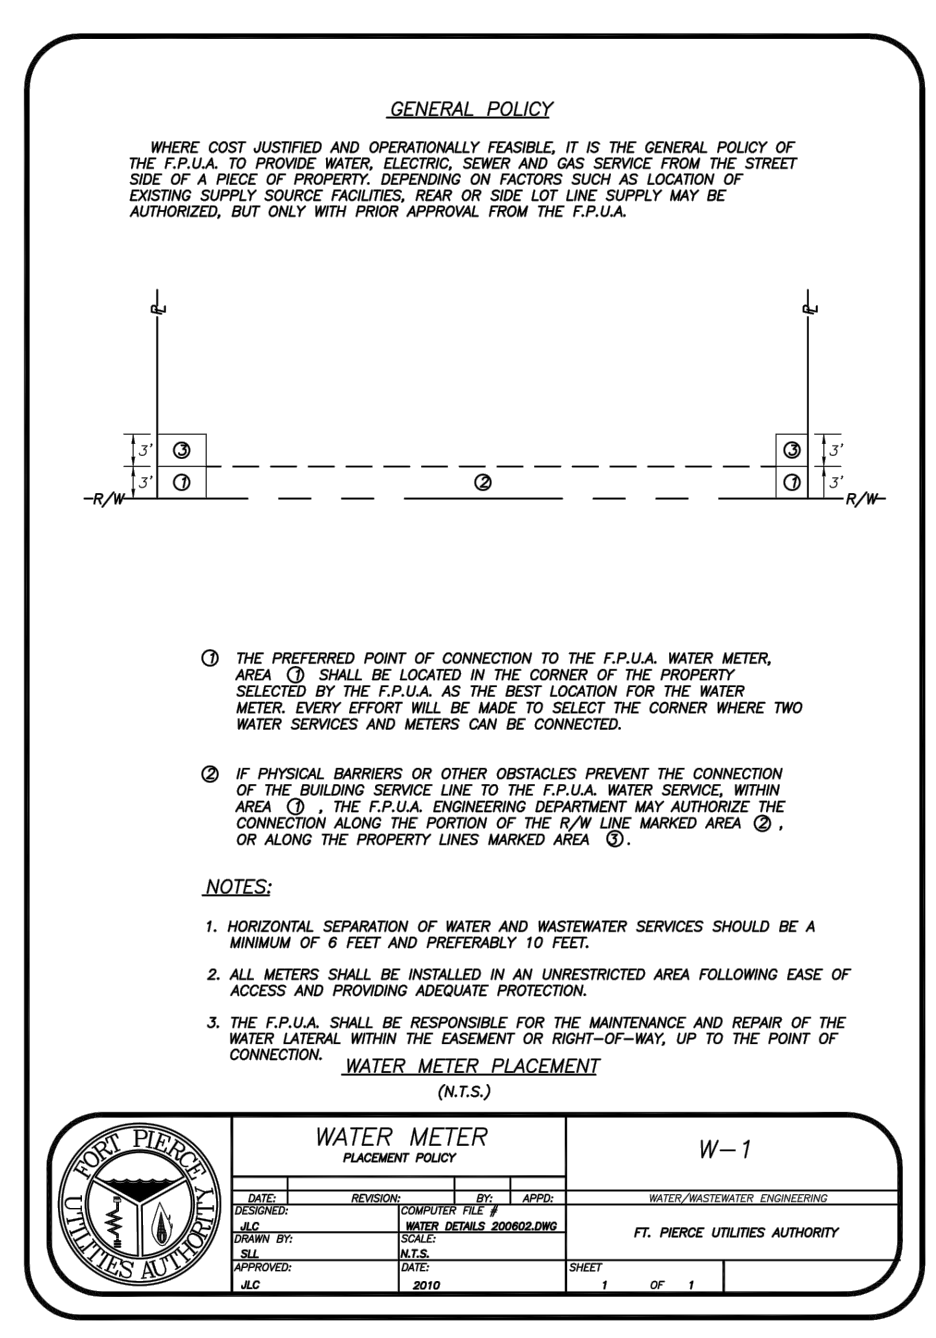 GENERAL POLICY
WHERE COST JUSTIFIED AND OPERATIONALLY FEASIBLE, IT IS THE GENERAL POLICY OF
THE F.P.U.A. TO PROVIDE WATER, ELECTRIC, SEWER AND GAS SERVICE FROM THE STREET
SIDE OF A PIECE OF PROPERTY. DEPENDING ON FACTORS SUCH AS LOCATION OF
EXISTING SUPPLY SOURCE FACILITIES, REAR OR SIDE LOT LINE SUPPLY MAY BE
AUTHORIZED, BUT ONLY WITH PRIOR APPROVAL FROM THE F.P.U.A.
PL PL
3' 3 3 3'
3' 1 2 1 3'
R/W R/W
1 THE PREFERRED POINT OF CONNECTION TO THE F.P.U.A. WATER METER,
AREA 1 SHALL BE LOCATED IN THE CORNER OF THE PROPERTY
SELECTED BY THE F.P.U.A. AS THE BEST LOCATION FOR THE WATER
METER. EVERY EFFORT WILL BE MADE TO SELECT THE CORNER WHERE TWO
WATER SERVICES AND METERS CAN BE CONNECTED.
2 IF PHYSICAL BARRIERS OR OTHER OBSTACLES PREVENT THE CONNECTION
OF THE BUILDING SERVICE LINE TO THE F.P.U.A. WATER SERVICE, WITHIN
AREA 1 , THE F.P.U.A. ENGINEERING DEPARTMENT MAY AUTHORIZE THE
CONNECTION ALONG THE PORTION OF THE R/W LINE MARKED AREA 2 ,
OR ALONG THE PROPERTY LINES MARKED AREA 3.
NOTES:
1. HORIZONTAL SEPARATION OF WATER AND WASTEWATER SERVICES SHOULD BE A
MINIMUM OF 6 FEET AND PREFERABLY 10 FEET.
2. ALL METERS SHALL BE INSTALLED IN AN UNRESTRICTED AREA FOLLOWING EASE OF
ACCESS AND PROVIDING ADEQUATE PROTECTION.
3. THE F.P.U.A. SHALL BE RESPONSIBLE FOR THE MAINTENANCE AND REPAIR OF THE
WATER LATERAL WITHIN THE EASEMENT OR RIGHT-OF-WAY, UP TO THE POINT OF
CONNECTION.
WATER METER PLACEMENT
(N.T.S.)
FORT PIERCE
UTILITIES AUTHORITY
WATER METER
PLACEMENT POLICY
DATE: REVISION: BY: APPD:
DESIGNED:
JLC
COMPUTER FILE #
WATER DETAILS 200602.DWG
DRAWN BY:
SLL
SCALE:
N.T.S.
APPROVED:
JLC
DATE:
2010
W-1
WATER/WASTEWATER ENGINEERING
FT. PIERCE UTILITIES AUTHORITY
SHEET
1 OF 1